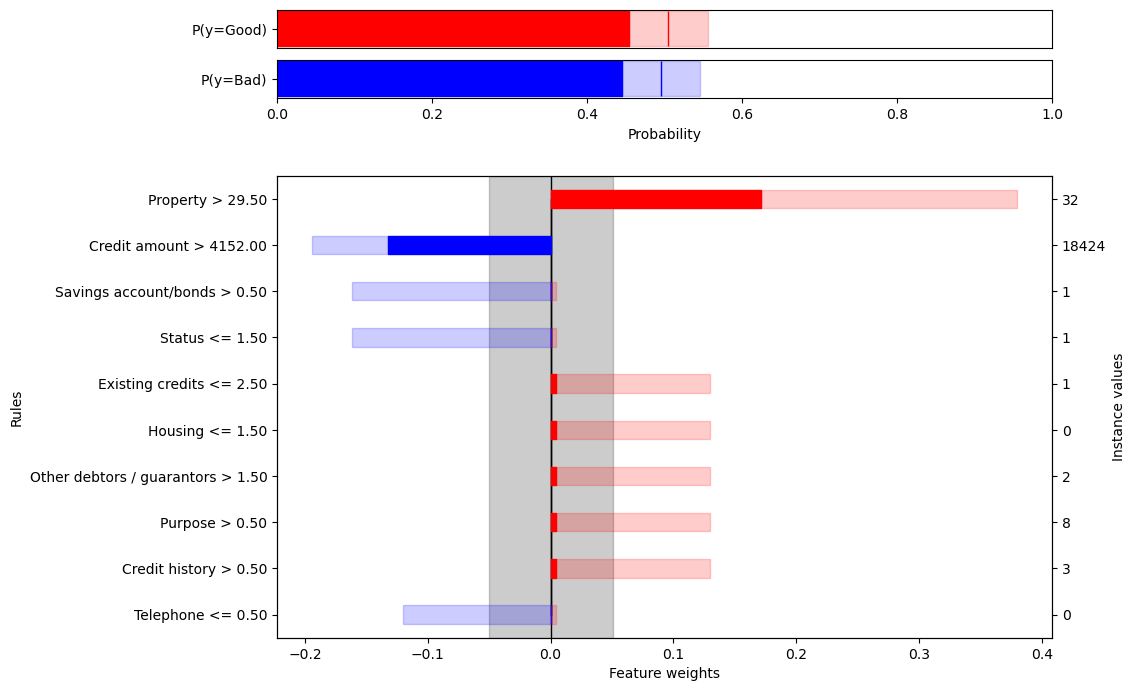 P(y=Good)
P(y=Bad)
0.0 0.2 0.4 0.6 0.8 1.0
Probability
Property > 29.50 32
Credit amount > 4152.00 18424
Savings account/bonds > 0.50 1
Status <= 1.50 1
Existing credits <= 2.50 1
Housing <= 1.50 0
Other debtors / guarantors > 1.50 2
Purpose > 0.50 8
Credit history > 0.50 3
Telephone <= 0.50 0
Rules
Instance values
−0.2 −0.1 0.0 0.1 0.2 0.3 0.4
Feature weights